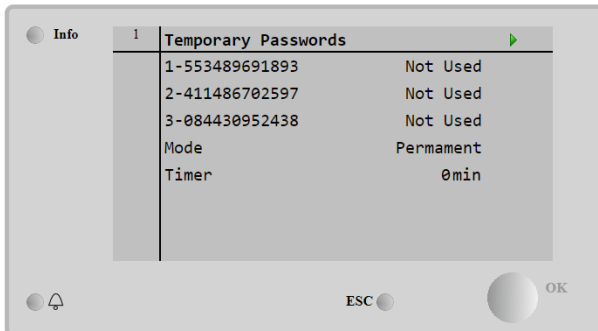 Info
1 Temporary Passwords
1-553489691893 Not Used
2-411486702597 Not Used
3-084430952438 Not Used
Mode Permament
Timer 0min
ESC
OK